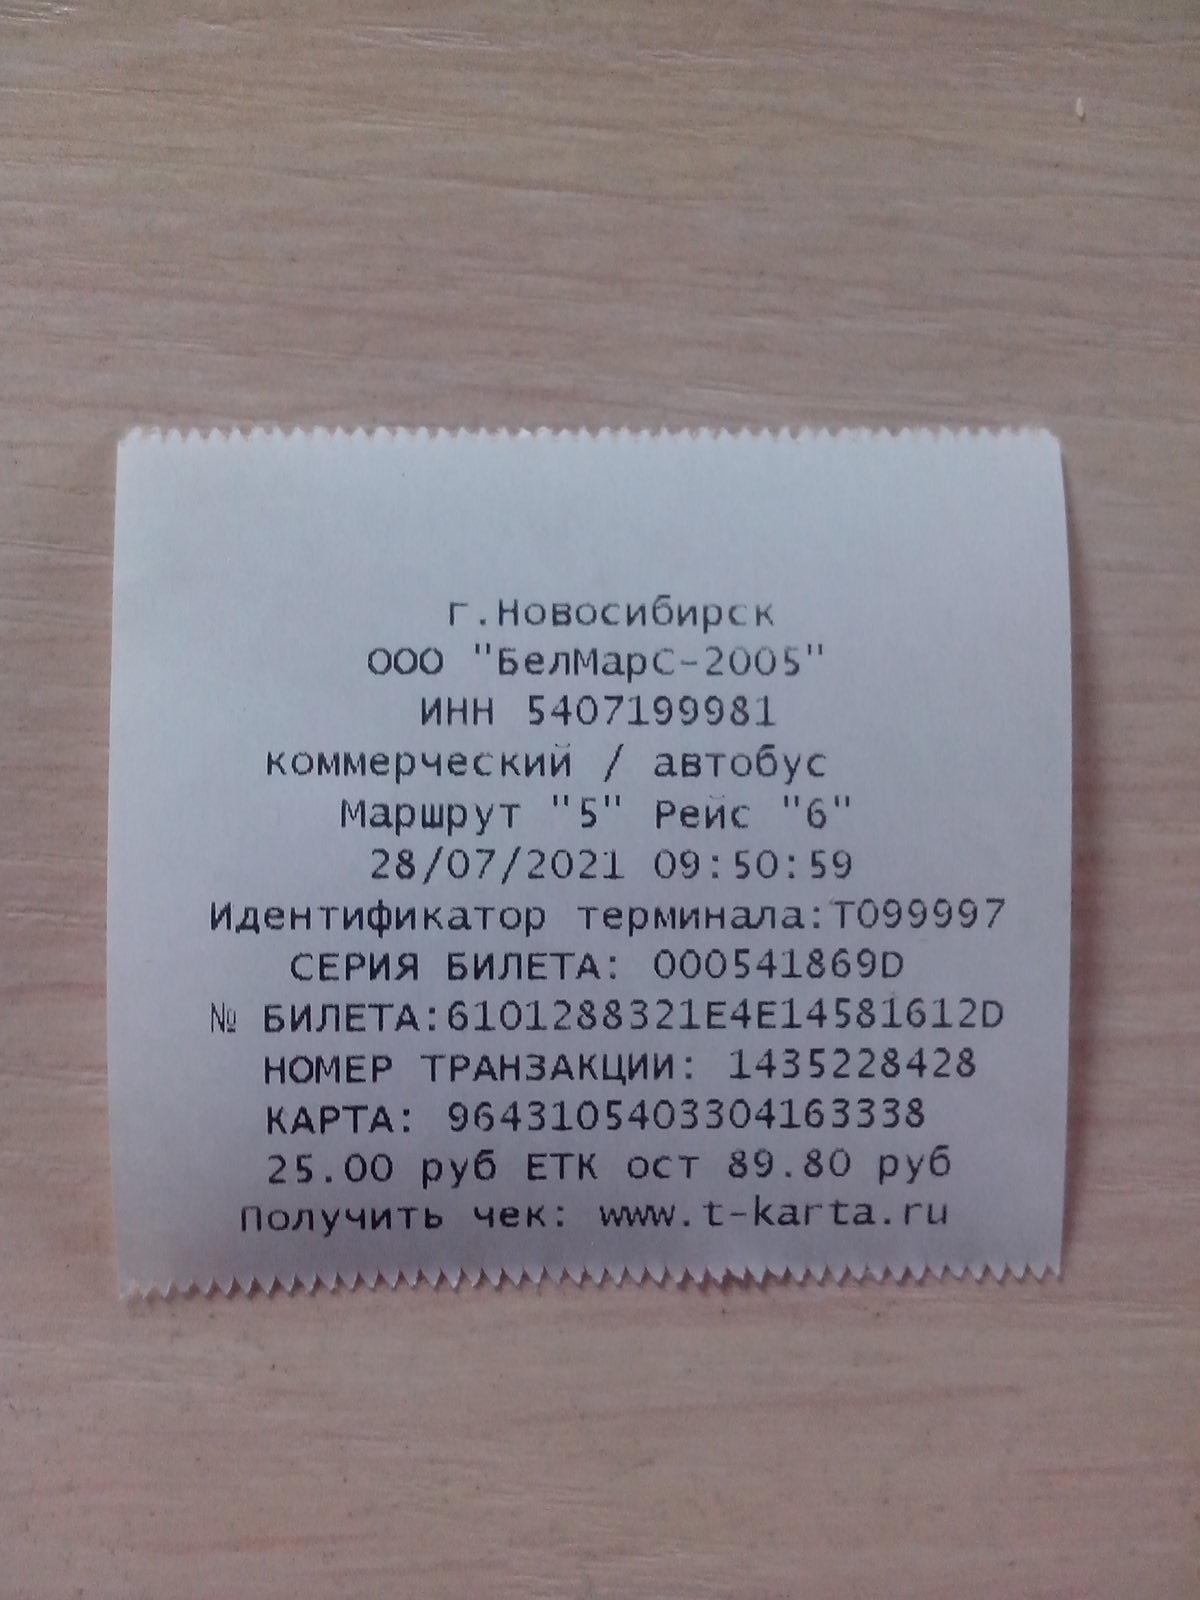 г.Новосибирск
ООО "БелМарС-2005"
ИНН 5407199981
коммерческий / автобус
Маршрут "5" Рейс "6"
28/07/2021 09:50:59
Идентификатор терминала:Т099997
СЕРИЯ БИЛЕТА: 000541869D
№ БИЛЕТА:6101288321E4E14581612D
НОМЕР ТРАНЗАКЦИИ: 1435228428
КАРТА: 9643105403304163338
25.00 руб ЕТК ост 89.80 руб
Получить чек: www.t-karta.ru